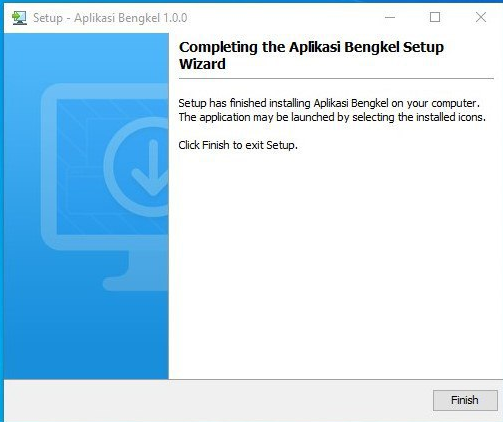 Setup - Aplikasi Bengkel 1.0.0
Completing the Aplikasi Bengkel Setup
Wizard
Setup has finished installing Aplikasi Bengkel on your computer.
The application may be launched by selecting the installed icons.
Click Finish to exit Setup.
Finish